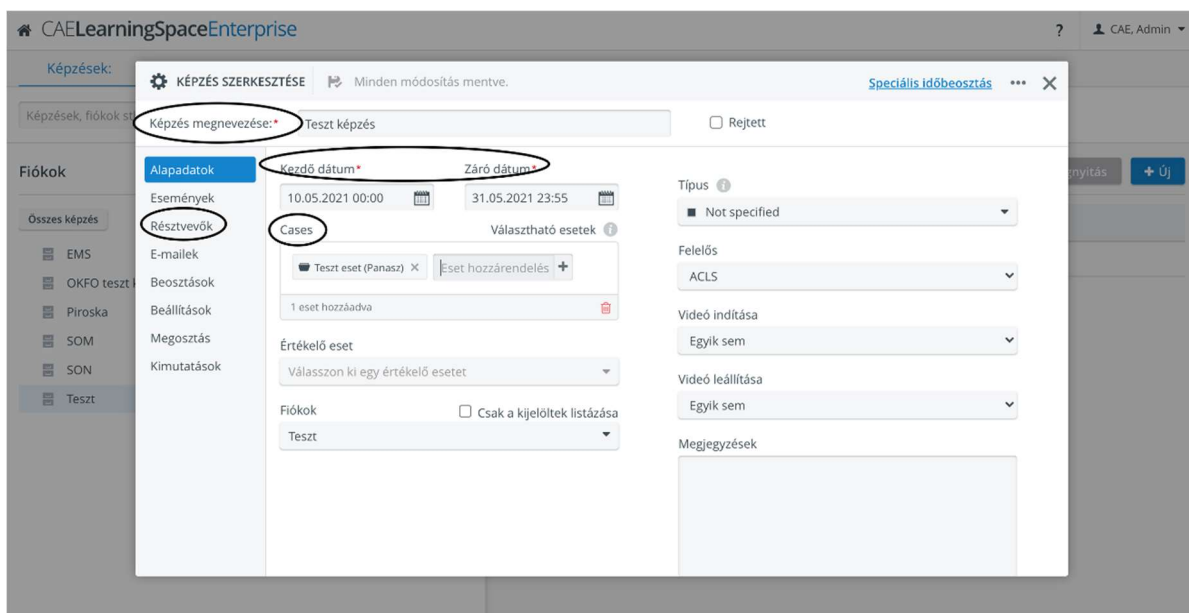 CAELearningSpaceEnterprise
? CAE, Admin
Képzések:
KÉPZÉS SZERKESZTÉSE Minden módosítás mentve. Speciális időbeosztás ...
Képzések, fiókok
Képzés megnevezése:* Teszt képzés Rejtett
Fiókok
Összes képzés
EMS
OKFO teszt
Piroska
SOM
SON
Teszt
Alapadatok
Események
Résztvevők
E-mailek
Beosztások
Beállítások
Megosztás
Kimutatások
Kezdő dátum* Záró dátum*
10.05.2021 00:00 31.05.2021 23:55
Cases Választható esetek
Teszt eset (Panasz) × Eset hozzárendelés +
1 eset hozzáadva
Értékelő eset
Válasszon ki egy értékelő esetet
Fiókok Csak a kijelöltek listázása
Teszt
Típus
Not specified
Felelős
ACLS
Videó indítása
Egyik sem
Videó leállítása
Egyik sem
Megjegyzések
+ Új